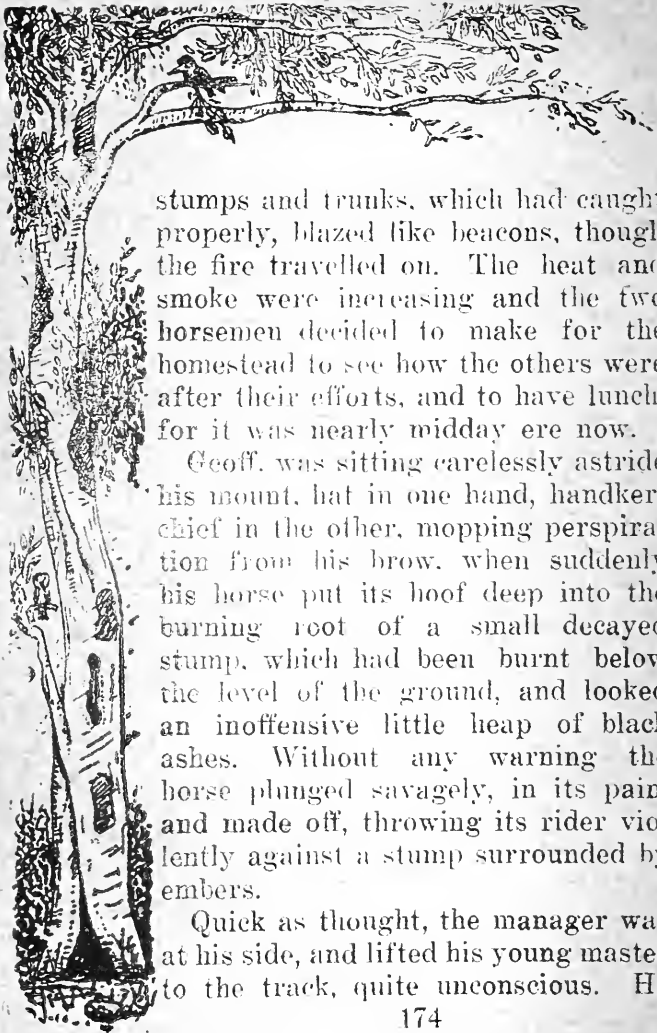 stumps and trunks, which had caugh
properly, blazed like beacons, though
the fire travelled on. The heat and
smoke were increasing and the two
horsemen decided to make for the
homestead to see how the others were
after their efforts, and to have lunch
for it was nearly midday ere now.
Geoff. was sitting carelessly astride
his mount, hat in one hand, handker
chief in the other, mopping perspira
tion from his brow, when suddenly
his horse put its hoof deep into the
burning root of a small decayed
stump, which had been burnt below
the level of the ground, and looked
an inoffensive little heap of black
ashes. Without any warning th
horse plunged savagely, in its pain
and made off, throwing its rider vio
lently against a stump surrounded by
embers.
Quick as thought, the manager wa
at his side, and lifted his young maste
to the track, quite unconscious. H
174